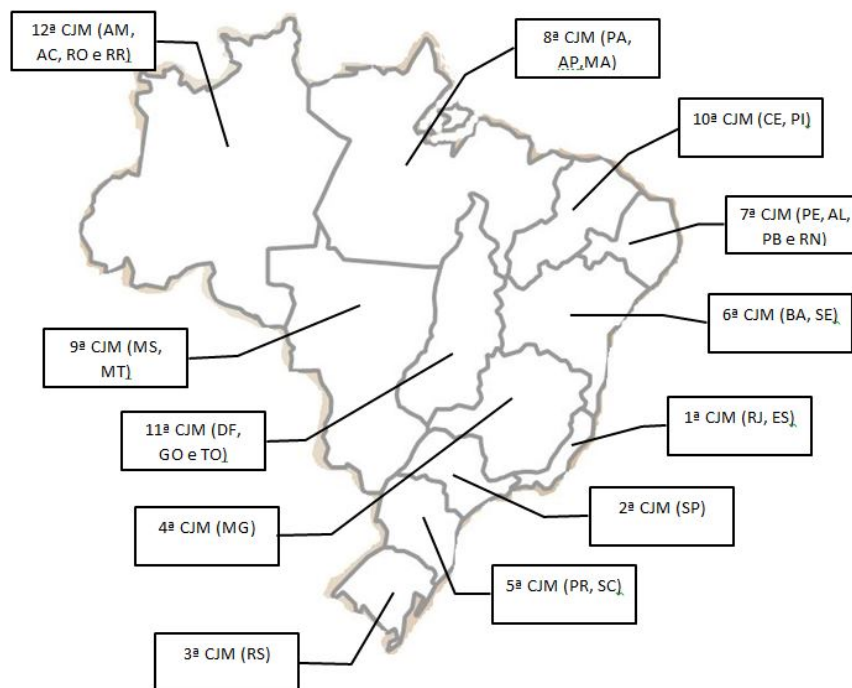 12ª CJM (AM,
AC, RO e RR)
8ª CJM (PA,
AP,MA)
10ª CJM (CE, PI)
7ª CJM (PE, AL,
PB e RN)
6ª CJM (BA, SE)
9ª CJM (MS,
MT)
1ª CJM (RJ, ES)
11ª CJM (DF,
GO e TO)
2ª CJM (SP)
4ª CJM (MG)
5ª CJM (PR, SC)
3ª CJM (RS)